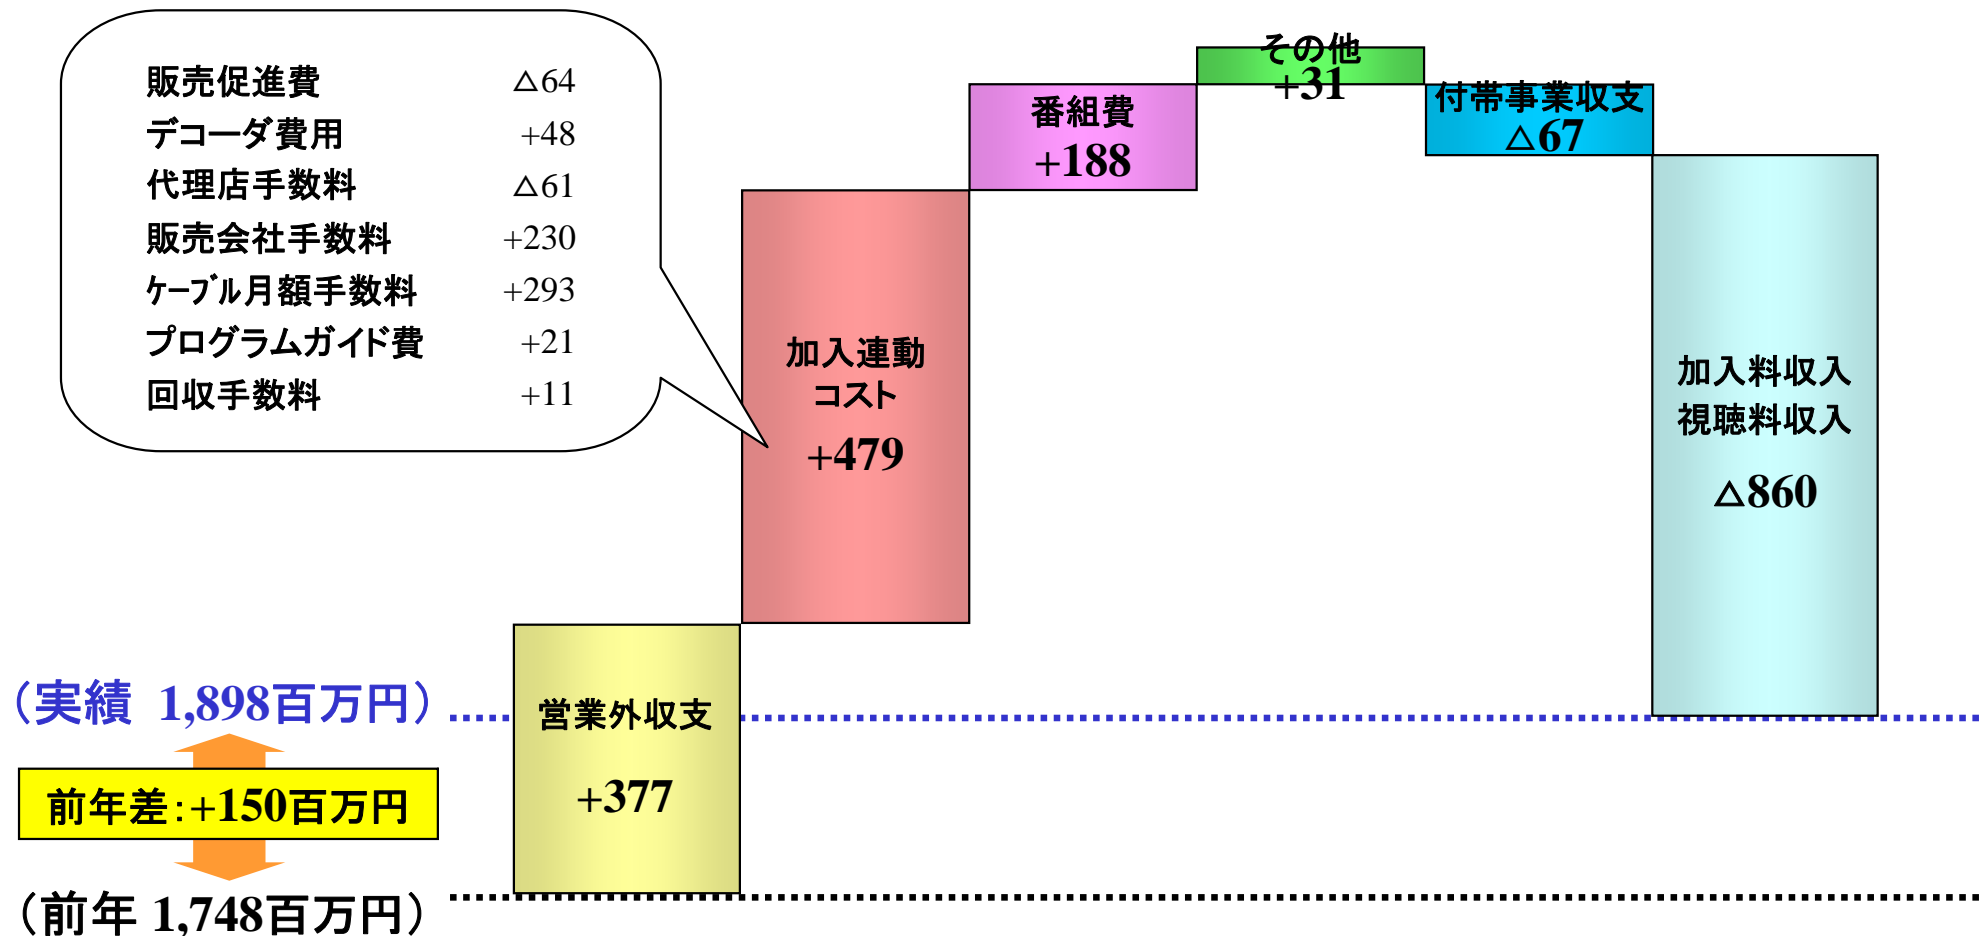 販売促進費 △64
デコーダ費用 +48
代理店手数料 △61
販売会社手数料 +230
ｹｰﾌﾞﾙ月額手数料 +293
プログラムガイド費 +21
回収手数料 +11
その他
+31
番組費
+188
付帯事業収支
△67
加入連動
コスト
+479
加入料収入
視聴料収入
△860
営業外収支
+377
（実績 1,898百万円）
前年差：+150百万円
（前年 1,748百万円）